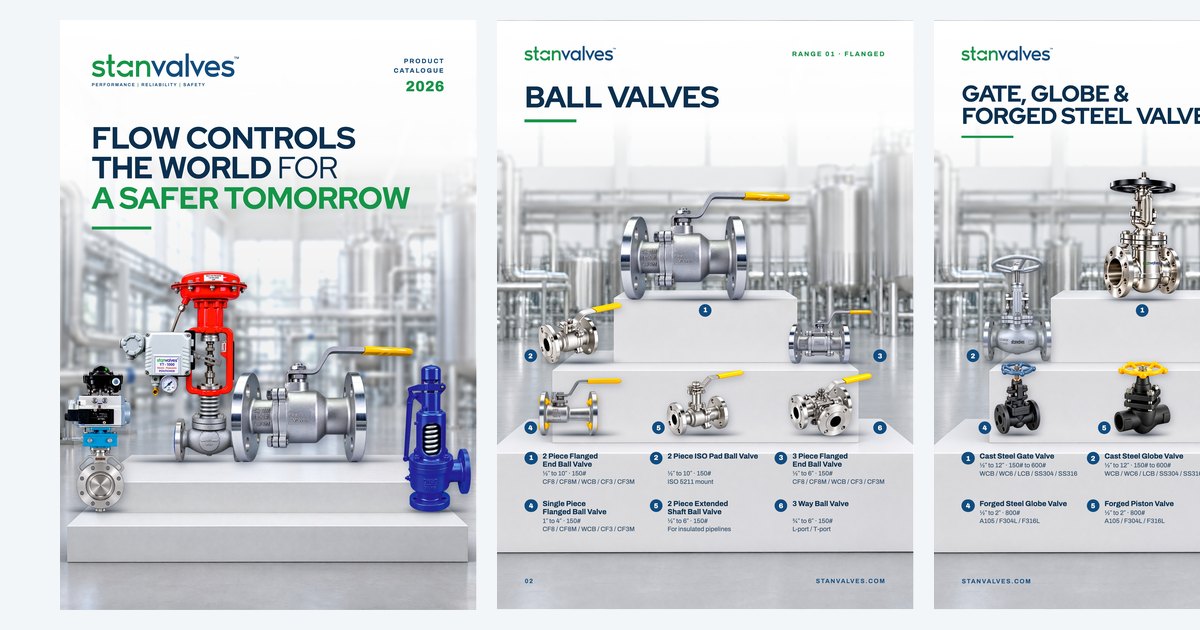 stanvalves™
PERFORMANCE | RELIABILITY | SAFETY
PRODUCT
CATALOGUE
2026
FLOW CONTROLS
THE WORLD FOR
A SAFER TOMORROW
stanvalves
stanvalves™
RANGE 01 · FLANGED
BALL VALVES
1
2
3
4
5
6
1 2 Piece Flanged
End Ball Valve
½" to 10" · 150#
CF8 / CF8M / WCB / CF3 / CF3M
2 2 Piece ISO Pad Ball Valve
½" to 10" · 150#
ISO 5211 mount
3 3 Piece Flanged
End Ball Valve
½" to 6" · 150#
CF8 / CF8M / WCB / CF3 / CF3M
4 Single Piece
Flanged Ball Valve
1" to 4" · 150#
CF8 / CF8M / WCB / CF3 / CF3M
5 2 Piece Extended
Shaft Ball Valve
½" to 6" · 150#
For insulated pipelines
6 3 Way Ball Valve
¾" to 6" · 150#
L-port / T-port
02
STANVALVES.COM
stanvalves™
GATE, GLOBE &
FORGED STEEL VALVE
1
2
4
5
1 Cast Steel Gate Valve
½" to 12" · 150# to 600#
WCB / WC6 / LCB / SS304 / SS316
2 Cast Steel Globe Valve
½" to 12" · 150# to 600#
WCB / WC6 / LCB / SS304 / SS316
4 Forged Steel Globe Valve
½" to 2" · 800#
A105 / F304L / F316L
5 Forged Piston Valve
½" to 2" · 800#
A105 / F304L / F316L
STANVALVES.COM